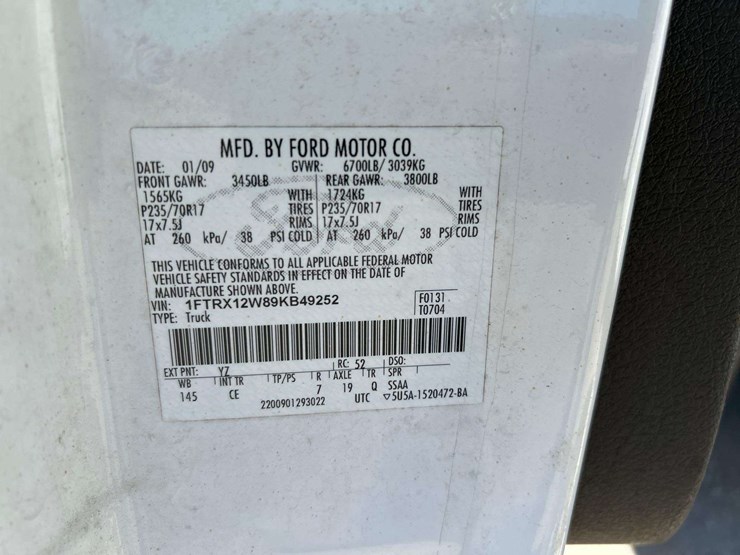 MFD. BY FORD MOTOR CO.
DATE: 01/09 GVWR: 6700LB/ 3039KG
FRONT GAWR: 3450LB REAR GAWR: 3800LB
1565KG WITH 1724KG WITH
P235/70R17 TIRES P235/70R17 TIRES
17x7.5J RIMS 17x7.5J RIMS
AT 260 kPa/ 38 PSI COLD AT 260 kPa/ 38 PSI COLD
THIS VEHICLE CONFORMS TO ALL APPLICABLE FEDERAL MOTOR
VEHICLE SAFETY STANDARDS IN EFFECT ON THE DATE OF
MANUFACTURE SHOWN ABOVE.
VIN: 1FTRX12W89KB49252 F0131
TYPE: Truck T0704
EXT PNT: YZ RC: 52 DSO:
WB INT TR TP/PS R AXLE TR SPR
145 CE 7 19 Q SSAA
2200901293022 UTC ▽5U5A-1520472-BA